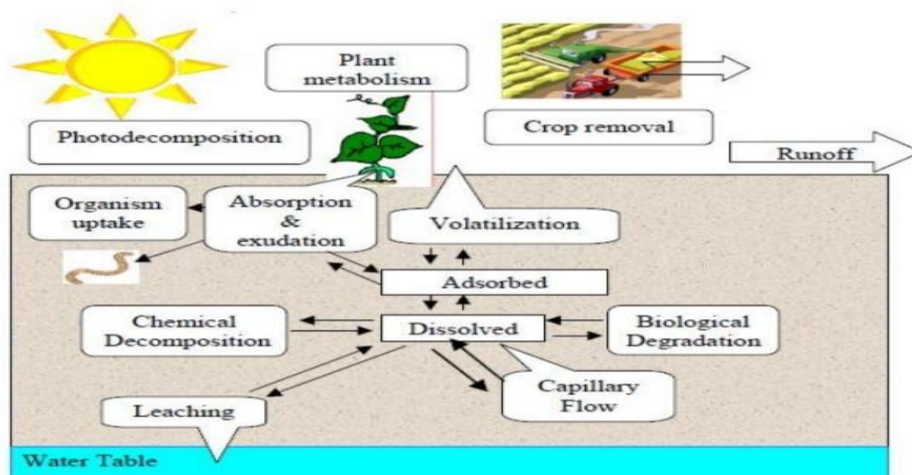 Plant
metabolism
Photodecomposition
Crop removal
Runoff
Organism
uptake
Absorption
&
exudation
Volatilization
Adsorbed
Chemical
Decomposition
Dissolved
Biological
Degradation
Capillary
Flow
Leaching
Water Table